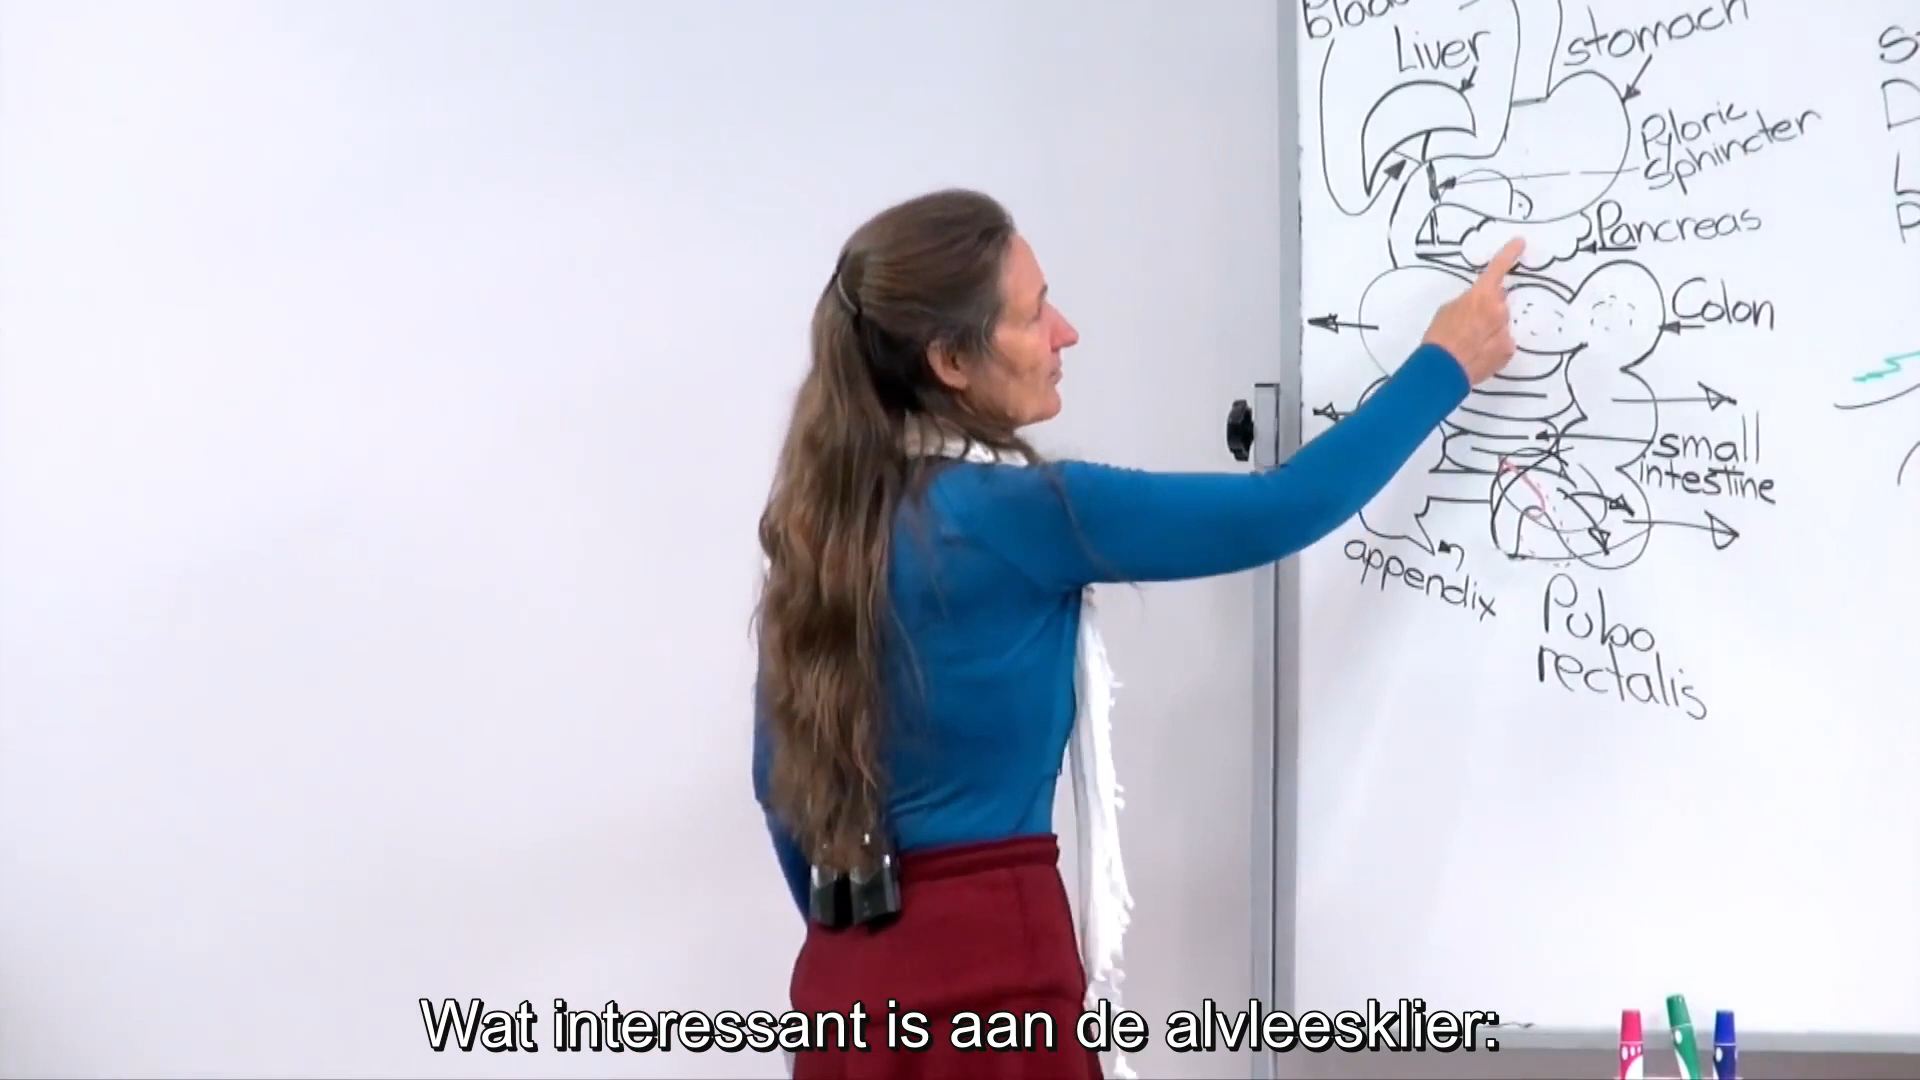 Liver
stomach
Pyloric
sphincter
Pancreas
Colon
small
intestine
appendix
Pubo
rectalis
Wat interessant is aan de alvleesklier: